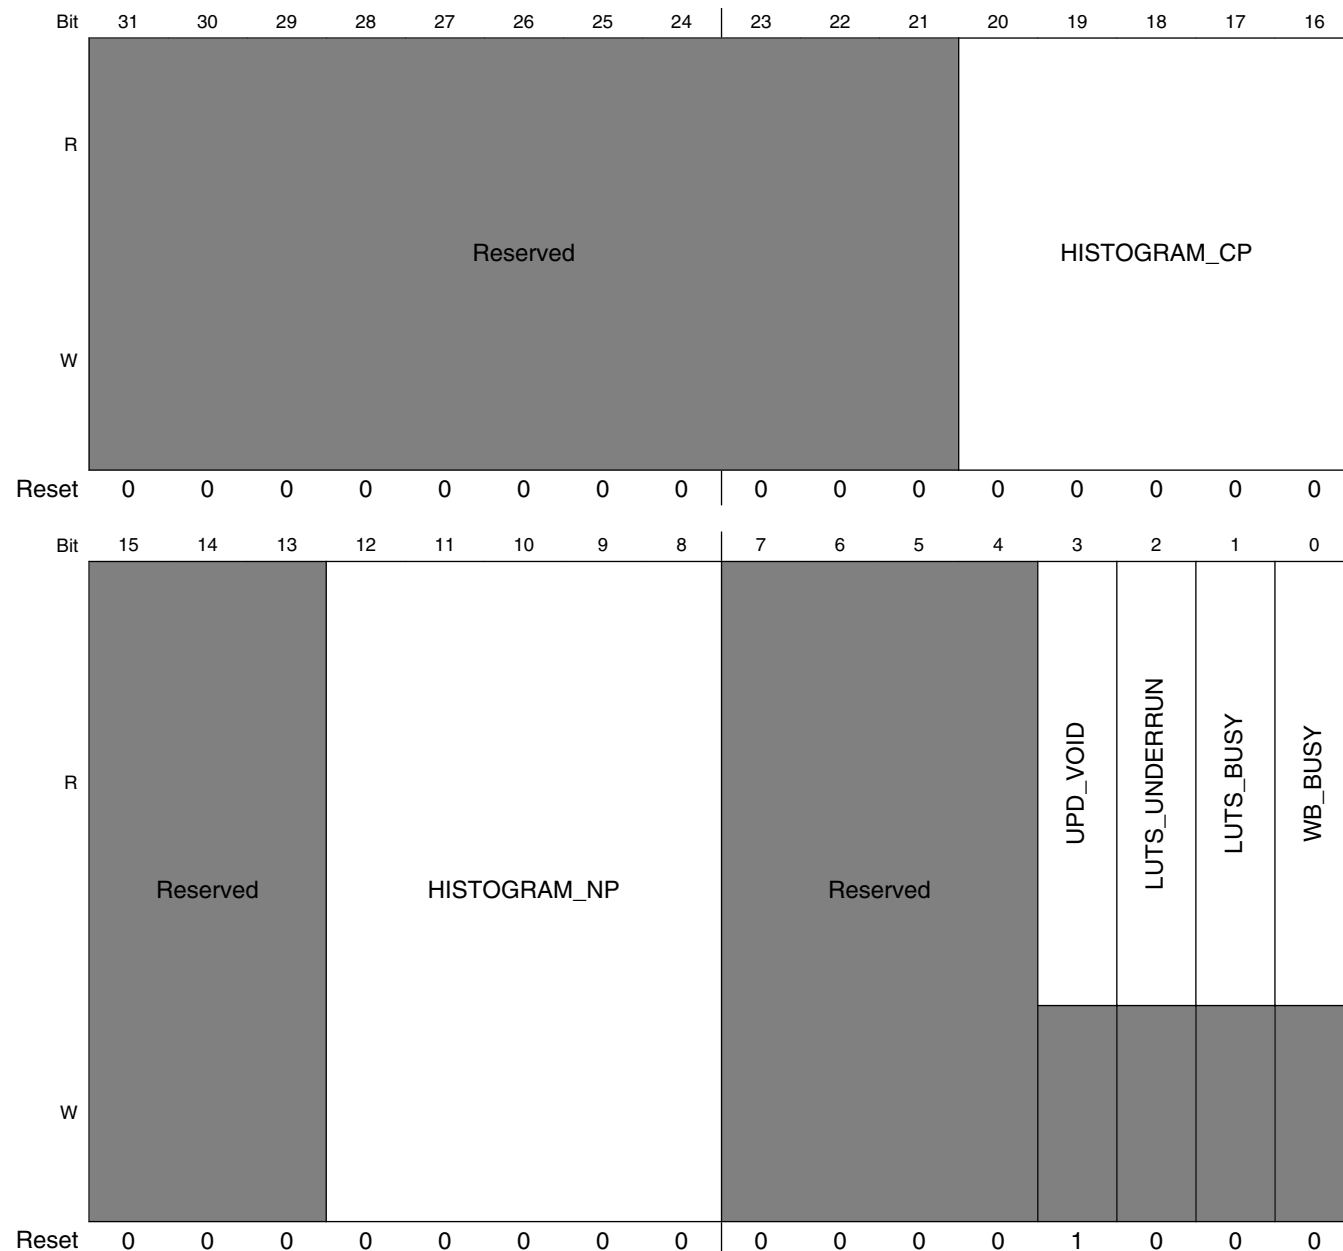 Bit 31 30 29 28 27 26 25 24 23 22 21 20 19 18 17 16
R
Reserved HISTOGRAM_CP
W
Reset 0 0 0 0 0 0 0 0 0 0 0 0 0 0 0 0
Bit 15 14 13 12 11 10 9 8 7 6 5 4 3 2 1 0
R
UPD_VOID
LUTS_UNDERRUN
LUTS_BUSY
WB_BUSY
Reserved HISTOGRAM_NP Reserved
W
Reset 0 0 0 0 0 0 0 0 0 0 0 0 1 0 0 0